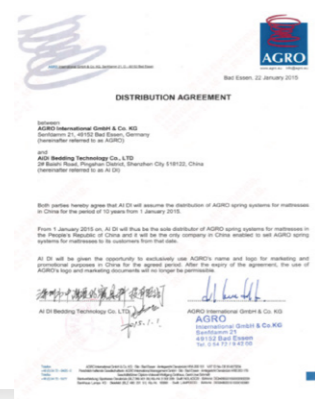 AGRO
Bad Essen, 22 January 2015
DISTRIBUTION AGREEMENT
between
AGRO International GmbH & Co. KG
Senfdamm 21, 49152 Bad Essen, Germany
(hereinafter referred to as AGRO)
and
AiDi Bedding Technology Co., LTD
2# Baishi Road, Pingshan District, Shenzhen City 518122, China
(hereinafter referred to as Ai Di)
Both parties hereby agree that Ai Di will assume the distribution of AGRO spring systems for mattresses
in China for the period of 10 years from 1 January 2015.
From 1 January 2015 on, Ai Di will thus be the sole distributor of AGRO spring systems for mattresses in
the People's Republic of China and it will be the only company in China enabled to sell AGRO spring
systems for mattresses to its customers from that date.
Ai Di will be given the opportunity to exclusively use AGRO's name and logo for marketing and
promotional purposes in China for the agreed period. After the expiry of the agreement, the use of
AGRO's logo and marketing documents will no longer be permissible.
Ai Di Bedding Technology Co. LTD
AGRO International GmbH & Co.KG
AGRO
International GmbH & Co.KG
Senfdamm 21
49152 Bad Essen